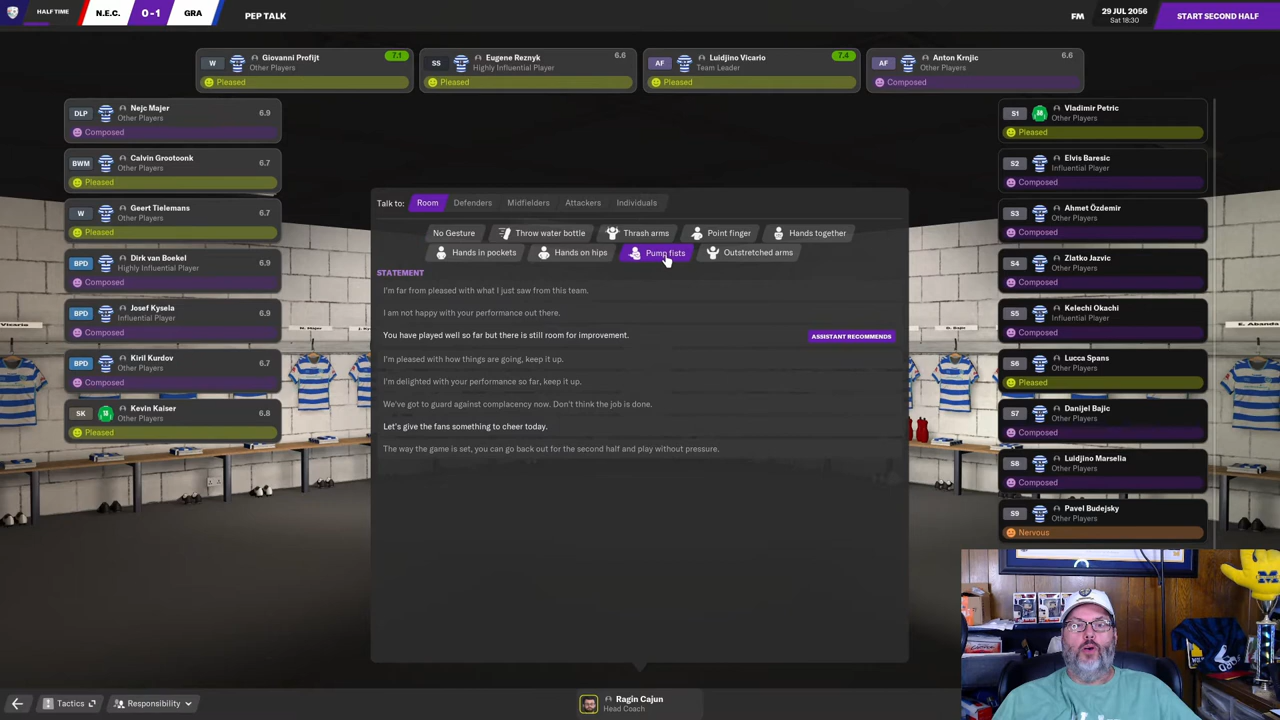 HALF TIME
N.E.C.
0-1
GRA
PEP TALK
FM
29 JUL 2056
Sat 18:30
START SECOND HALF
W
Giovanni Profijt
Other Players
7.1
Pleased
SS
Eugene Reznyk
Highly Influential Player
6.6
Pleased
AF
Luidjino Vicario
Team Leader
7.4
Pleased
AF
Anton Krnjic
Other Players
6.6
Composed
DLP
Nejc Majer
Other Players
6.9
Composed
BWM
Calvin Grootoonk
Other Players
6.7
Pleased
W
Geert Tielemans
Other Players
6.7
Pleased
BPD
Dirk van Boekel
Highly Influential Player
6.9
Composed
BPD
Josef Kysela
Influential Player
6.9
Composed
BPD
Kiril Kurdov
Other Players
6.7
Composed
SK
Kevin Kaiser
Other Players
6.8
Pleased
Talk to:
Room
Defenders
Midfielders
Attackers
Individuals
No Gesture
Throw water bottle
Thrash arms
Point finger
Hands together
Hands in pockets
Hands on hips
Pump fists
Outstretched arms
STATEMENT
I'm far from pleased with what I just saw from this team.
I am not happy with your performance out there.
You have played well so far but there is still room for improvement.
ASSISTANT RECOMMENDS
I'm pleased with how things are going, keep it up.
I'm delighted with your performance so far, keep it up.
We've got to guard against complacency now. Don't think the job is done.
Let's give the fans something to cheer today.
The way the game is set, you can go back out for the second half and play without pressure.
S1
Vladimir Petric
Other Players
Pleased
S2
Elvis Baresic
Influential Player
Composed
S3
Ahmet Özdemir
Other Players
Composed
S4
Zlatko Jazvic
Other Players
Composed
S5
Kelechi Okachi
Influential Player
Composed
S6
Lucca Spans
Other Players
Pleased
S7
Danijel Bajic
Other Players
Composed
S8
Luidjino Marselia
Other Players
Composed
S9
Pavel Budejsky
Other Players
Nervous
Vicario
E. Abanda
Tactics
Responsibility
Ragin Cajun
Head Coach